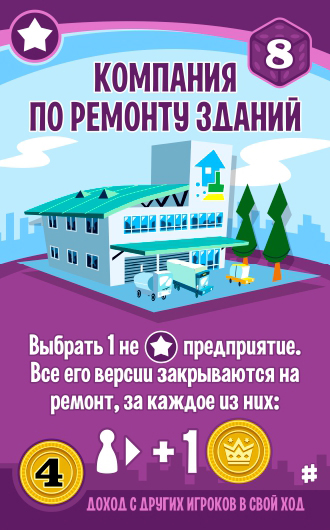 8
КОМПАНИЯ
ПО РЕМОНТУ ЗДАНИЙ
Выбрать 1 не предприятие.
Все его версии закрываются на
ремонт, за каждое из них:
4 +1
#
ДОХОД С ДРУГИХ ИГРОКОВ В СВОЙ ХОД